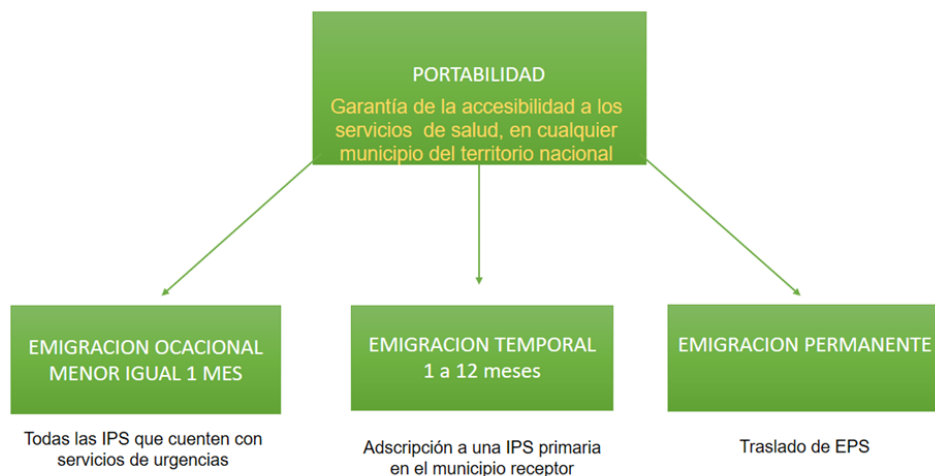 PORTABILIDAD
Garantía de la accesibilidad a los
servicios de salud, en cualquier
municipio del territorio nacional
EMIGRACION OCACIONAL
MENOR IGUAL 1 MES
Todas las IPS que cuenten con
servicios de urgencias
EMIGRACION TEMPORAL
1 a 12 meses
Adscripción a una IPS primaria
en el municipio receptor
EMIGRACION PERMANENTE
Traslado de EPS